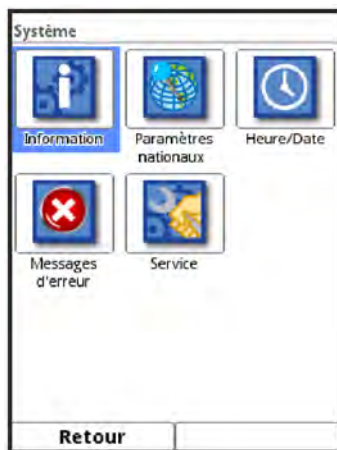 Système
Information
Paramètres
nationaux
Heure/Date
Messages
d'erreur
Service
Retour